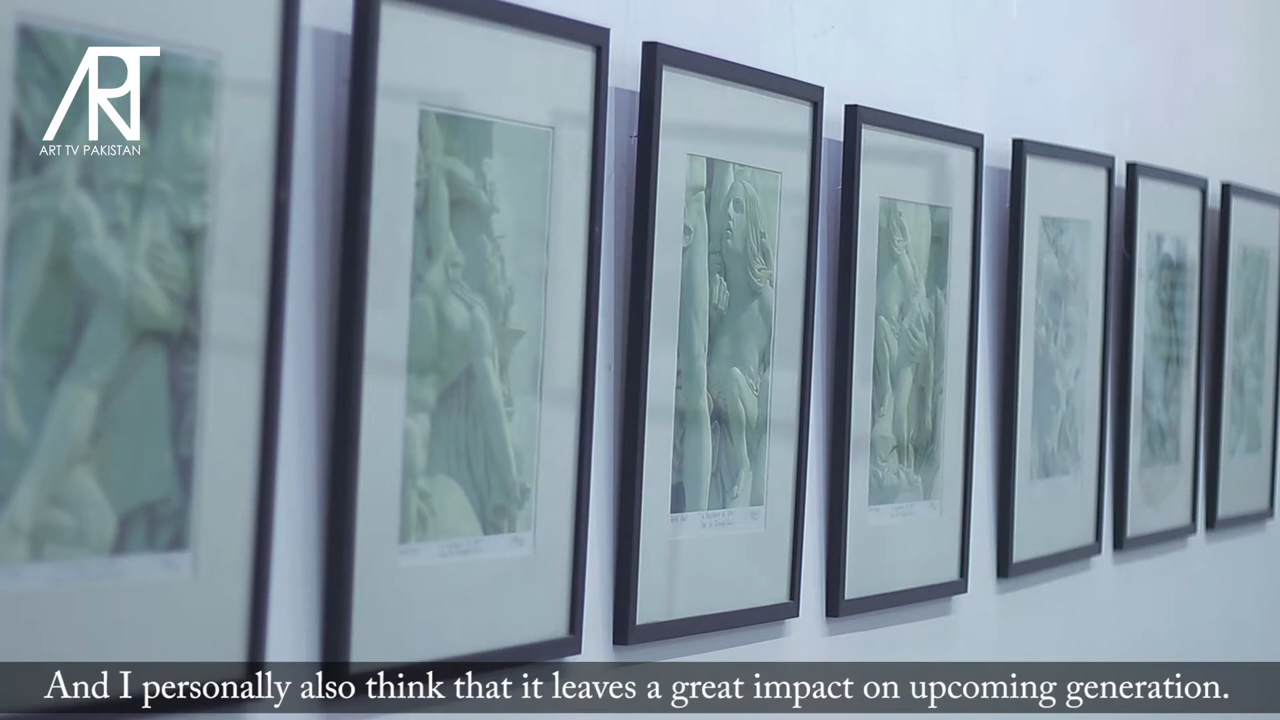 ART
ART TV PAKISTAN
And I personally also think that it leaves a great impact on upcoming generation.